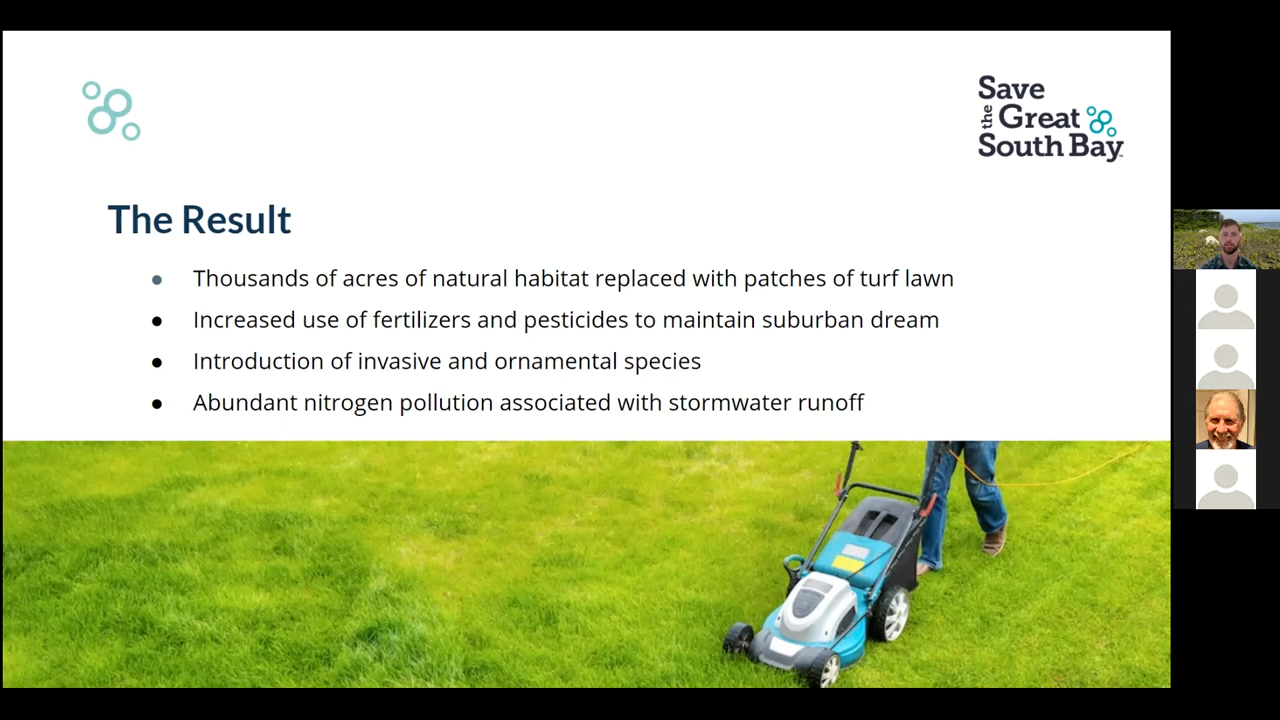 Save
the Great
South Bay
The Result
Thousands of acres of natural habitat replaced with patches of turf lawn
Increased use of fertilizers and pesticides to maintain suburban dream
Introduction of invasive and ornamental species
Abundant nitrogen pollution associated with stormwater runoff